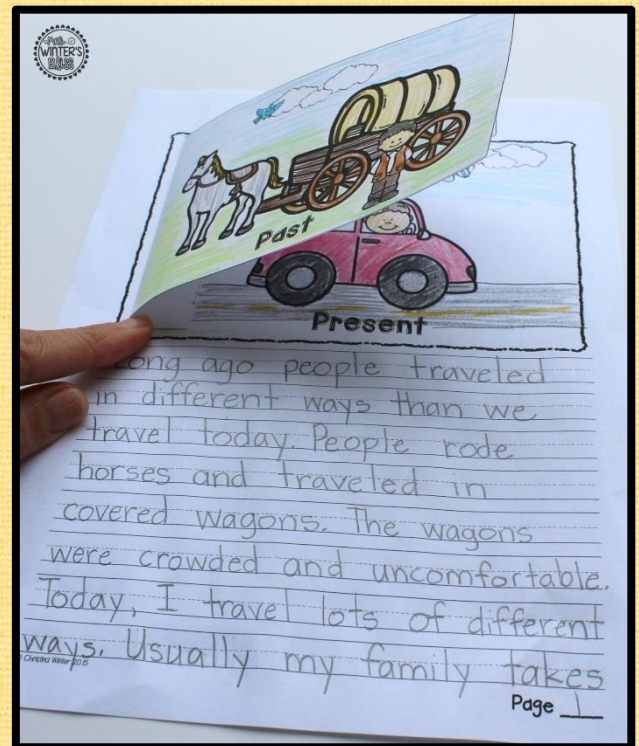 WINTER'S
BLISS
Past
Present
Long ago people traveled
in different ways than we
travel today. People rode
horses and traveled in
covered wagons. The wagons
were crowded and uncomfortable.
Today, I travel lots of different
ways. Usually my family takes
Christina Winter 2015
Page 1